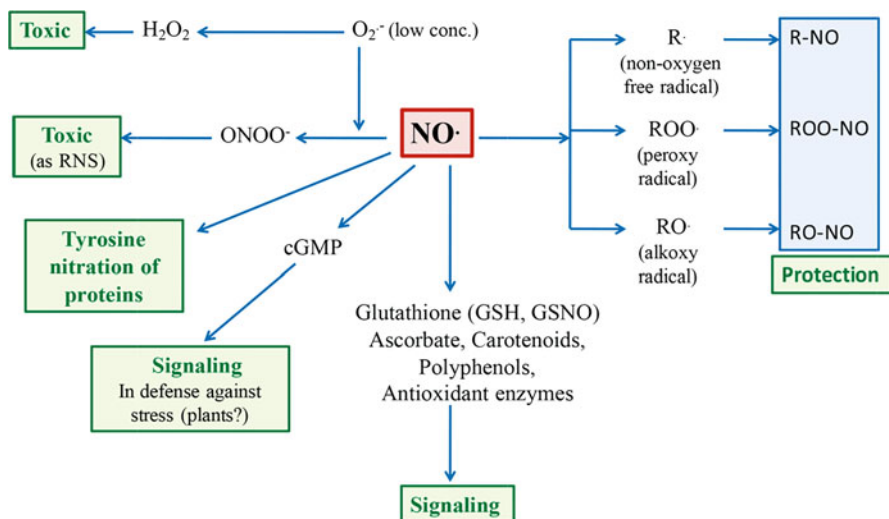 Toxic
H₂O₂
O₂·⁻ (low conc.)
Toxic
(as RNS)
ONOO⁻
NO·
R·
(non-oxygen
free radical)
R-NO
ROO·
(peroxy
radical)
ROO-NO
RO·
(alkoxy
radical)
RO-NO
Protection
Tyrosine
nitration of
proteins
cGMP
Signaling
In defense against
stress (plants?)
Glutathione (GSH, GSNO)
Ascorbate, Carotenoids,
Polyphenols,
Antioxidant enzymes
Signaling